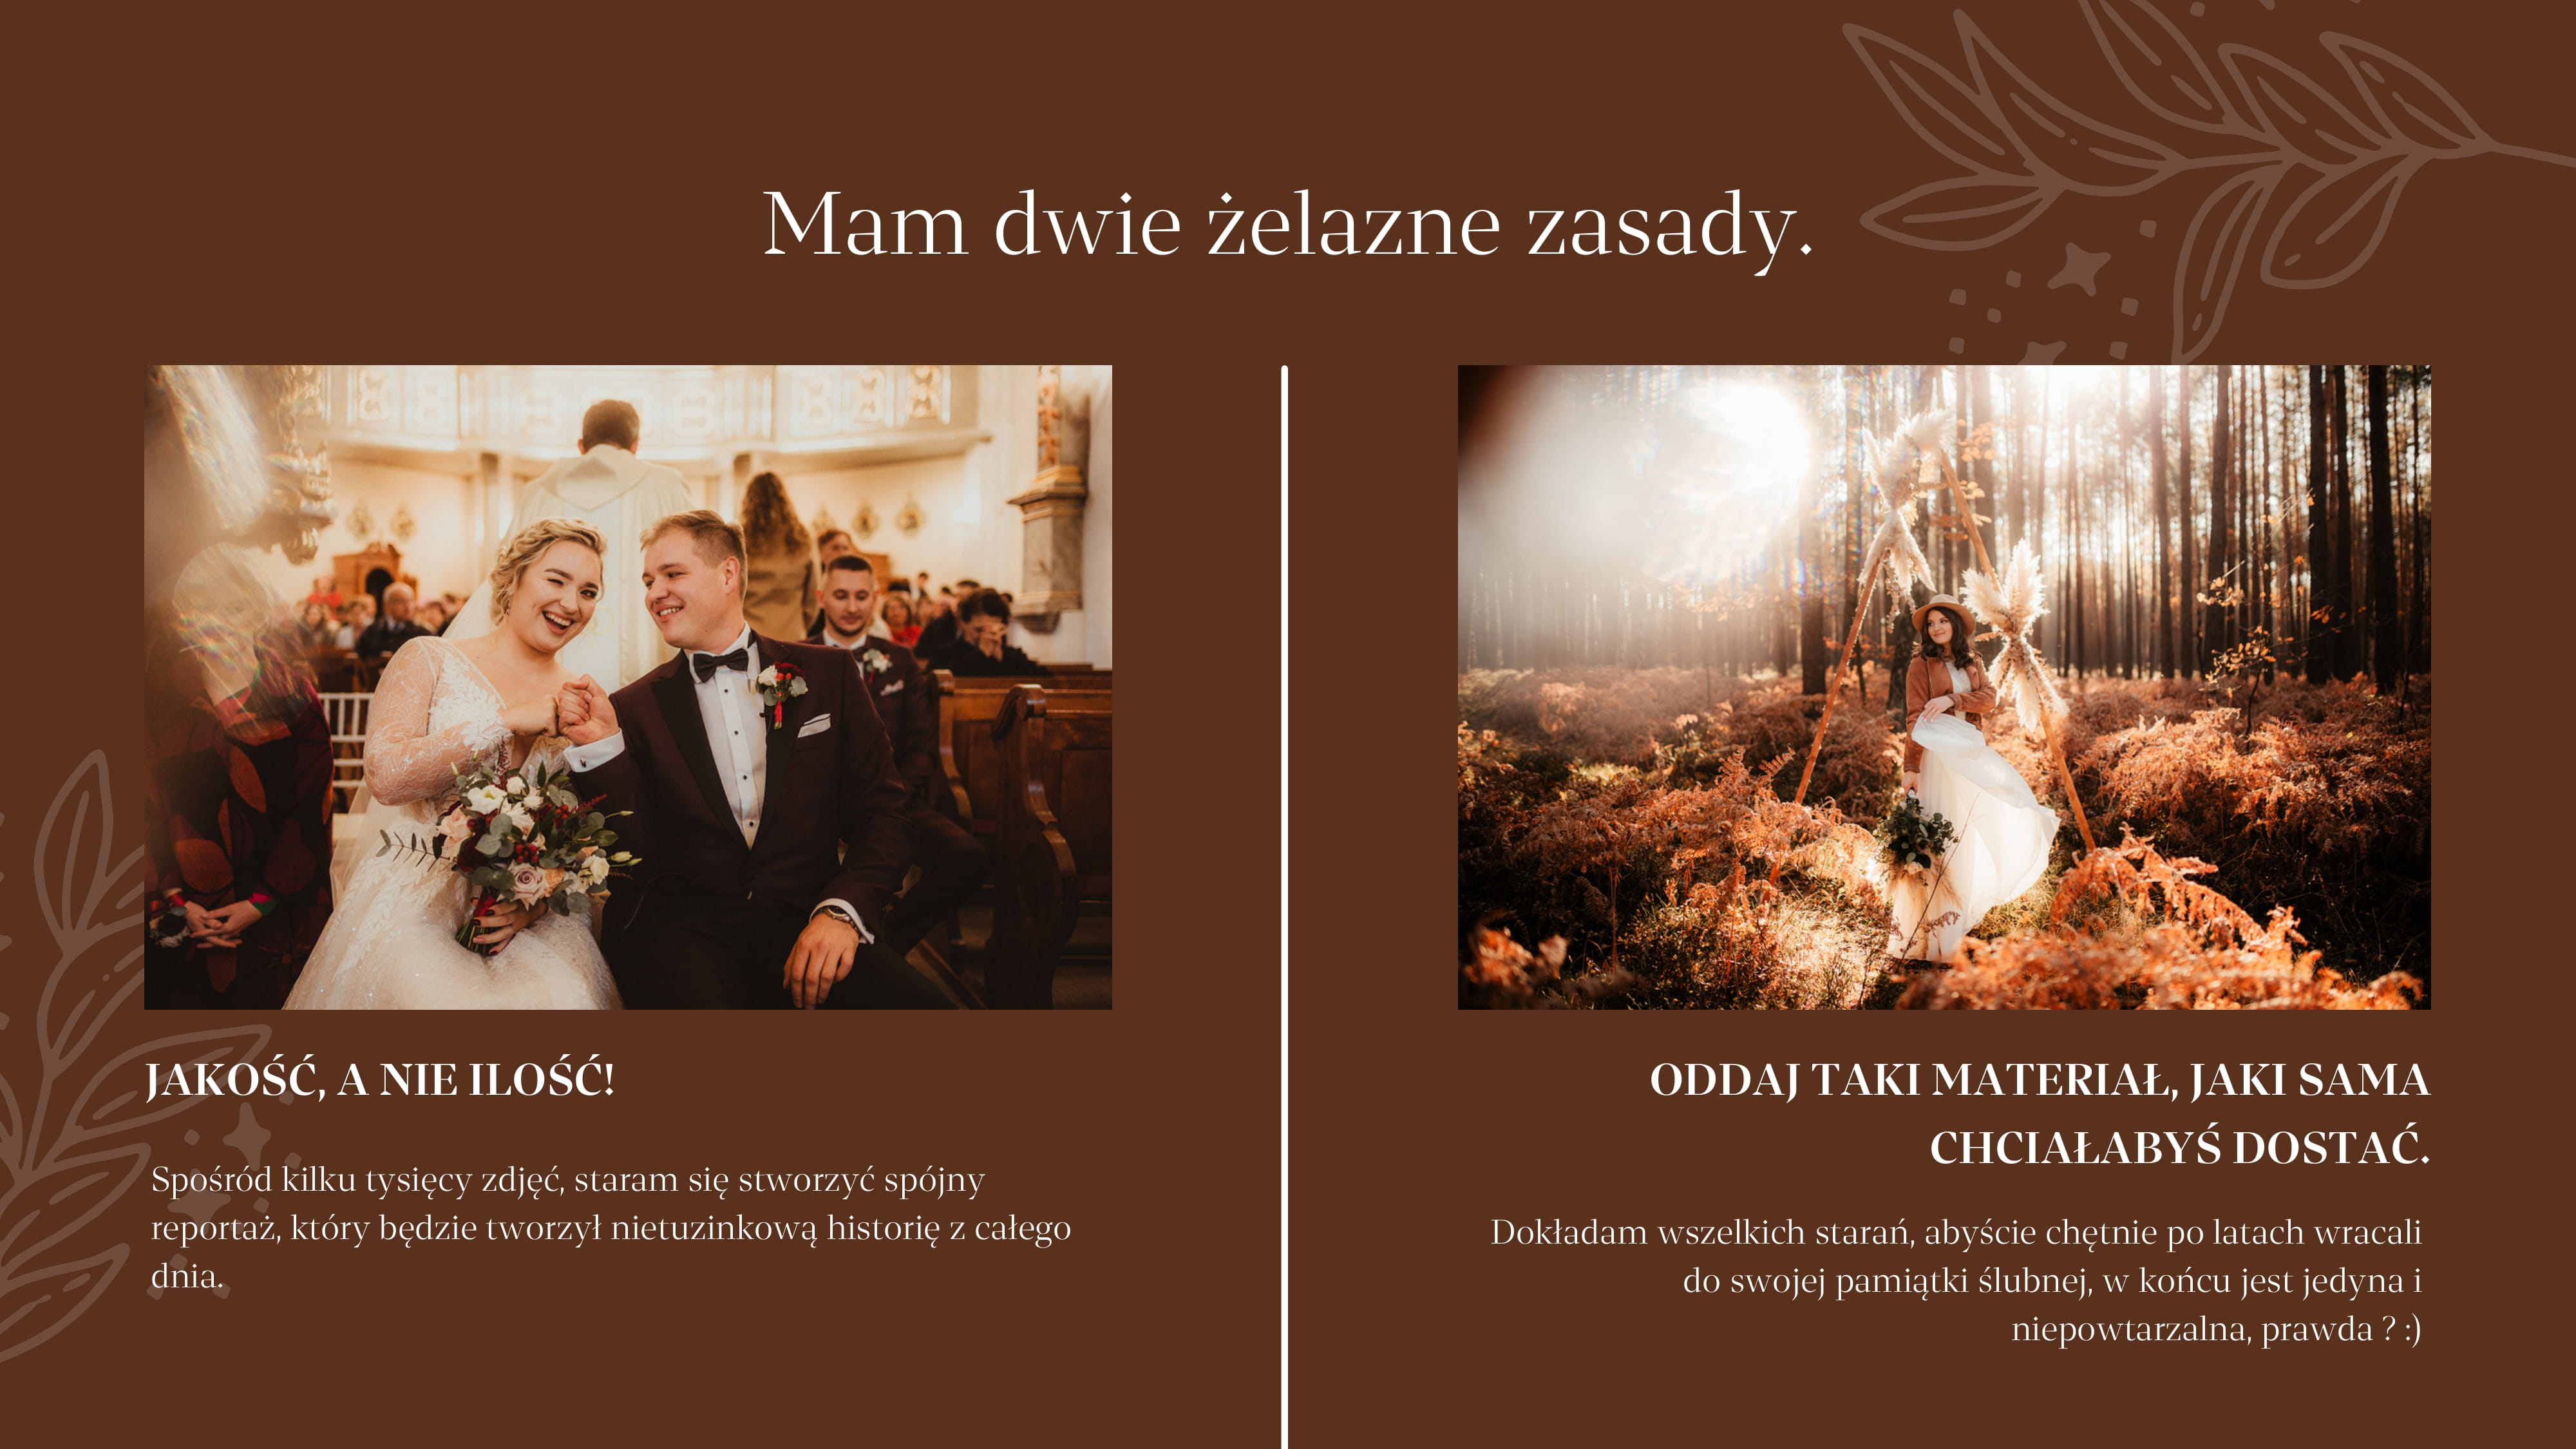 Mam dwie żelazne zasady.
JAKOŚĆ, A NIE ILOŚĆ!
Spośród kilku tysięcy zdjęć, staram się stworzyć spójny
reportaż, który będzie tworzył nietuzinkową historię z całego
dnia.
ODDAJ TAKI MATERIAŁ, JAKI SAMA
CHCIAŁABYŚ DOSTAĆ.
Dokładam wszelkich starań, abyście chętnie po latach wracali
do swojej pamiątki ślubnej, w końcu jest jedyna i
niepowtarzalna, prawda ? :)